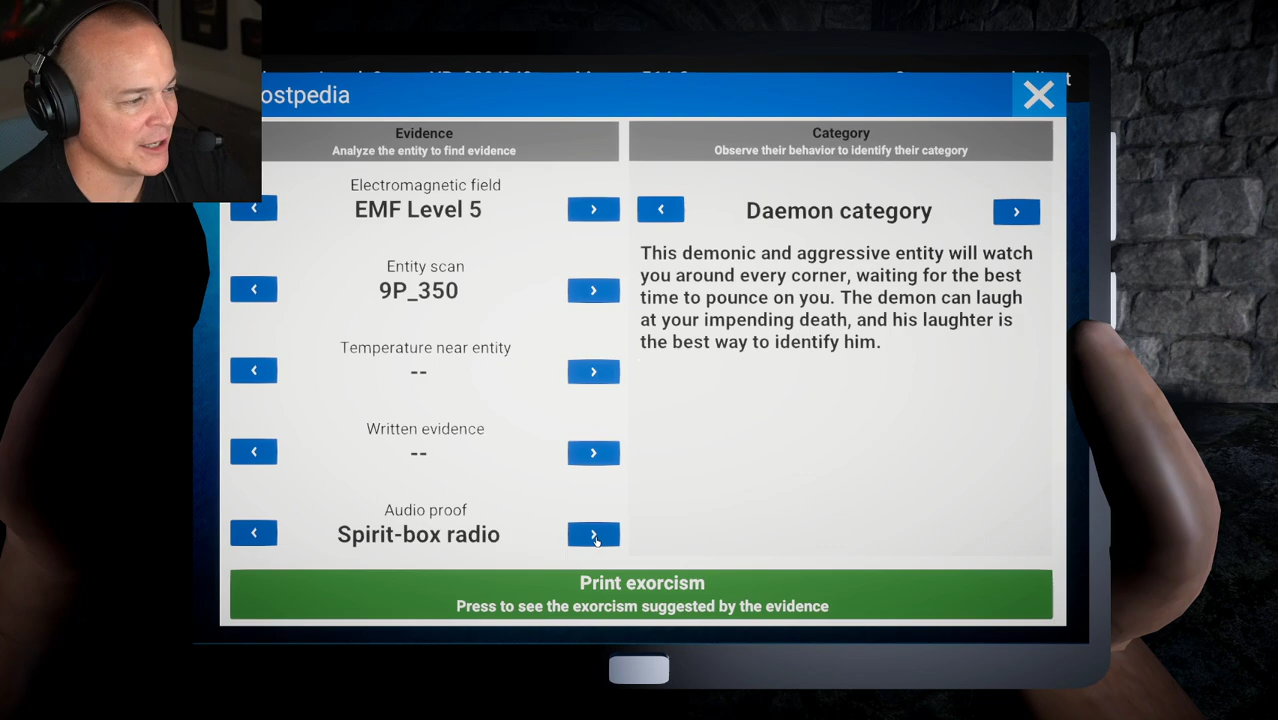 ostpedia
Evidence
Analyze the entity to find evidence
Category
Observe their behavior to identify their category
Electromagnetic field
EMF Level 5
Entity scan
9P_350
Temperature near entity
--
Written evidence
--
Audio proof
Spirit-box radio
Daemon category
This demonic and aggressive entity will watch
you around every corner, waiting for the best
time to pounce on you. The demon can laugh
at your impending death, and his laughter is
the best way to identify him.
Print exorcism
Press to see the exorcism suggested by the evidence